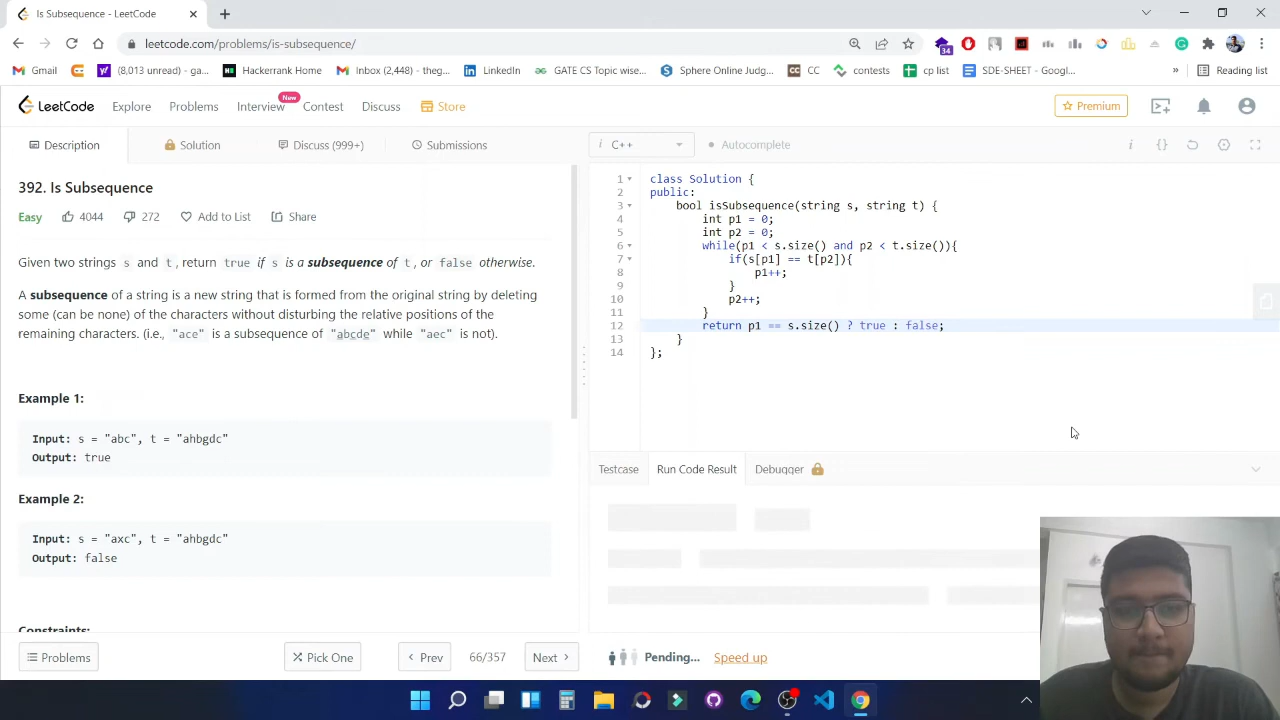 Is Subsequence - LeetCode
leetcode.com/problems/is-subsequence/
34
Gmail
(8,013 unread) - ga...
Hackerrank Home
Inbox (2,448) - theg...
LinkedIn
GATE CS Topic wise...
Sphere Online Judg...
CC
contests
cp list
SDE-SHEET - Googl...
»
Reading list
LeetCode
Explore
Problems
Interview
New
Contest
Discuss
Store
Premium
Description
Solution
Discuss (999+)
Submissions
i C++
Autocomplete
392. Is Subsequence
Easy 4044 272 Add to List Share
Given two strings s and t, return true if s is a subsequence of t, or false otherwise.
A subsequence of a string is a new string that is formed from the original string by deleting
some (can be none) of the characters without disturbing the relative positions of the
remaining characters. (i.e., "ace" is a subsequence of "abcde" while "aec" is not).
Example 1:
Input: s = "abc", t = "ahbgdc"
Output: true
Example 2:
Input: s = "axc", t = "ahbgdc"
Output: false
Constraints:
1 class Solution {
2 public:
3 bool isSubsequence(string s, string t) {
4 int p1 = 0;
5 int p2 = 0;
6 while(p1 < s.size() and p2 < t.size()){
7 if(s[p1] == t[p2]){
8 p1++;
9 }
10 p2++;
11 }
12 return p1 == s.size() ? true : false;
13 }
14 };
Testcase
Run Code Result
Debugger
Problems
Pick One
Prev
66/357
Next
Pending...
Speed up